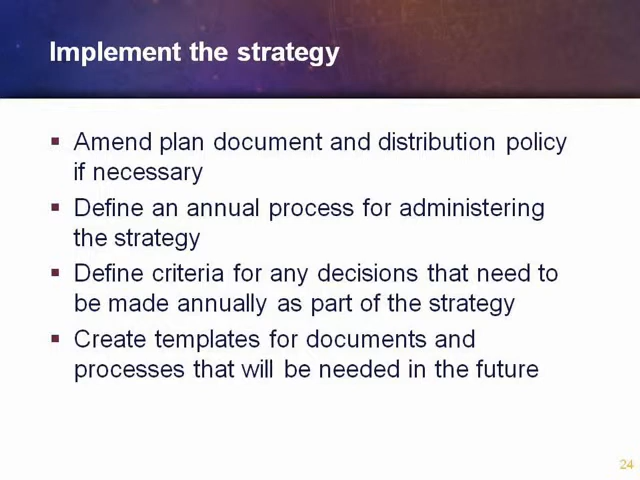 Implement the strategy
Amend plan document and distribution policy
if necessary
Define an annual process for administering
the strategy
Define criteria for any decisions that need to
be made annually as part of the strategy
Create templates for documents and
processes that will be needed in the future
24